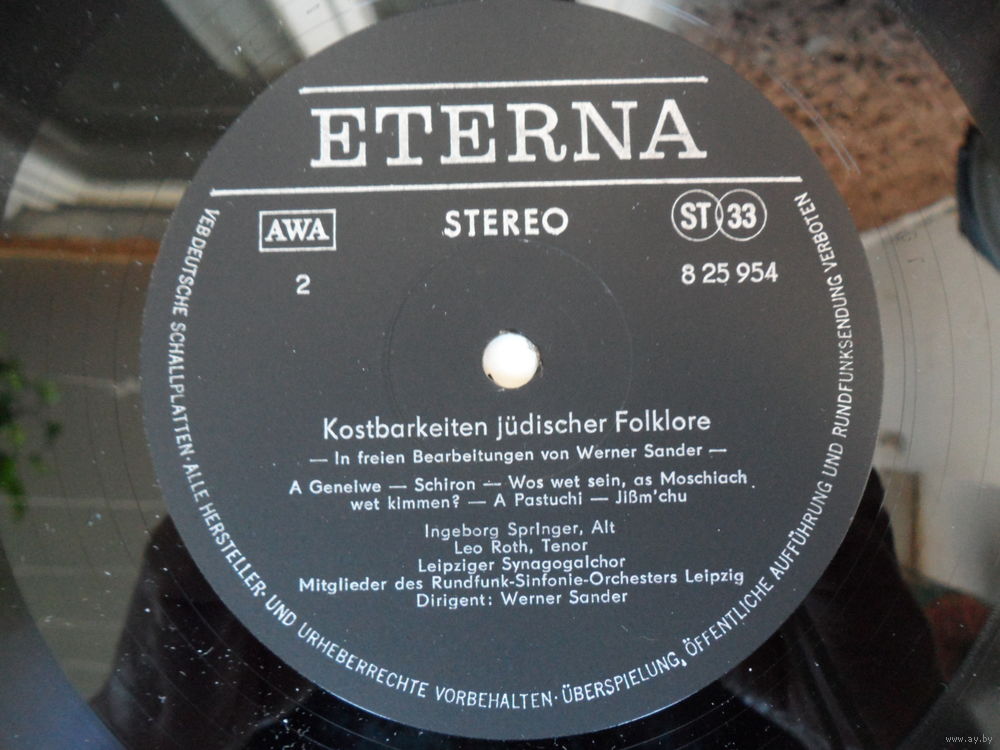 ETERNA
AWA
STEREO
ST 33
2
8 25 954
Kostbarkeiten jüdischer Folklore
— In freien Bearbeitungen von Werner Sander —
A Geneiwe — Schiron — Wos wet sein, as Moschiach
wet kimmen? — A Pastuchi — Jißm'chu
Ingeborg Springer, Alt
Leo Roth, Tenor
Leipziger Synagogalchor
Mitglieder des Rundfunk-Sinfonie-Orchesters Leipzig
Dirigent: Werner Sander
VEB DEUTSCHE SCHALLPLATTEN · ALLE HERSTELLER- UND URHEBERRECHTE VORBEHALTEN · ÜBERSPIELUNG, ÖFFENTLICHE AUFFÜHRUNG UND RUNDFUNKSENDUNG VERBOTEN
www.ay.by